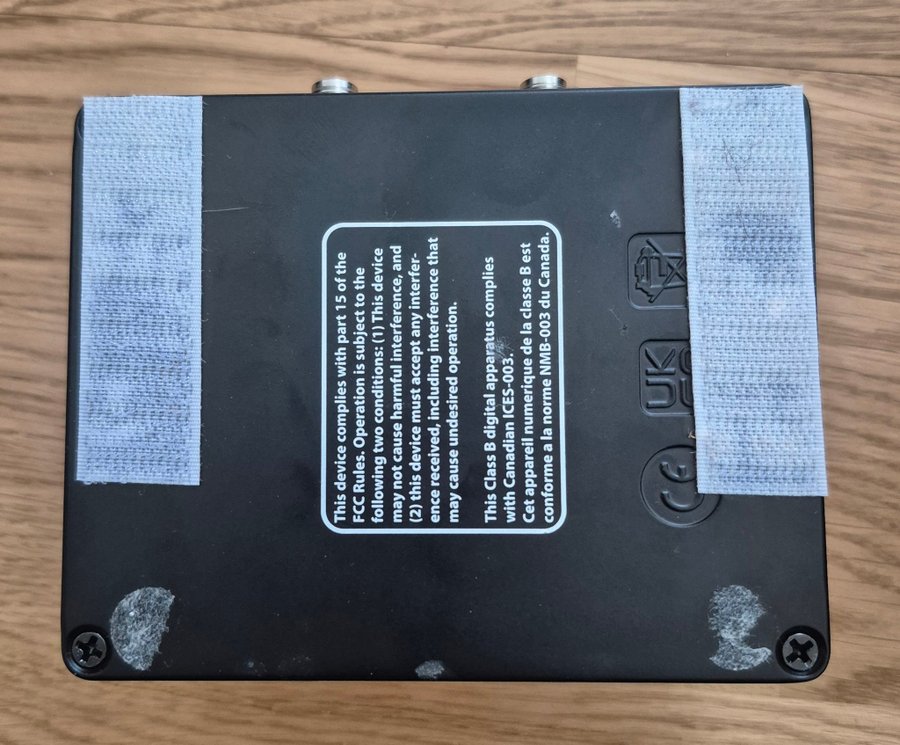 This device complies with part 15 of the
FCC Rules. Operation is subject to the
following two conditions: (1) This device
may not cause harmful interference, and
(2) this device must accept any interfer-
ence received, including interference that
may cause undesired operation.
This Class B digital apparatus complies
with Canadian ICES-003.
Cet appareil numerique de la classe B est
conforme a la norme NMB-003 du Canada.
UK
CE